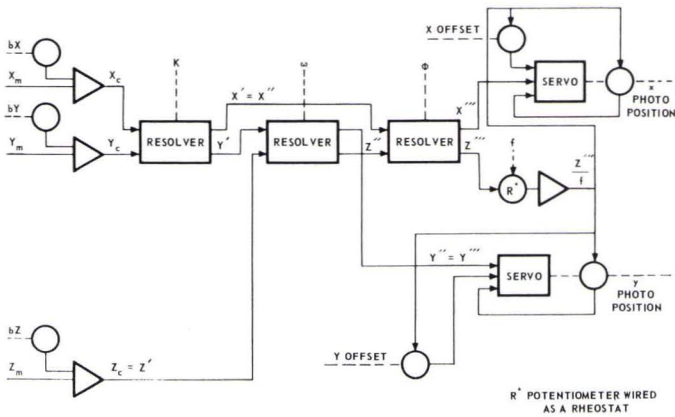 bX
X_m
X_c
bY
Y_m
Y_c
K
RESOLVER
X' = X''
Y'
ω
RESOLVER
Z''
Φ
RESOLVER
X'''
Z'''
X OFFSET
SERVO
x
PHOTO
POSITION
f
R*
Z'''
f
Y'' = Y'''
SERVO
y
PHOTO
POSITION
Y OFFSET
bZ
Z_m
Z_c = Z'
R* POTENTIOMETER WIRED
AS A RHEOSTAT